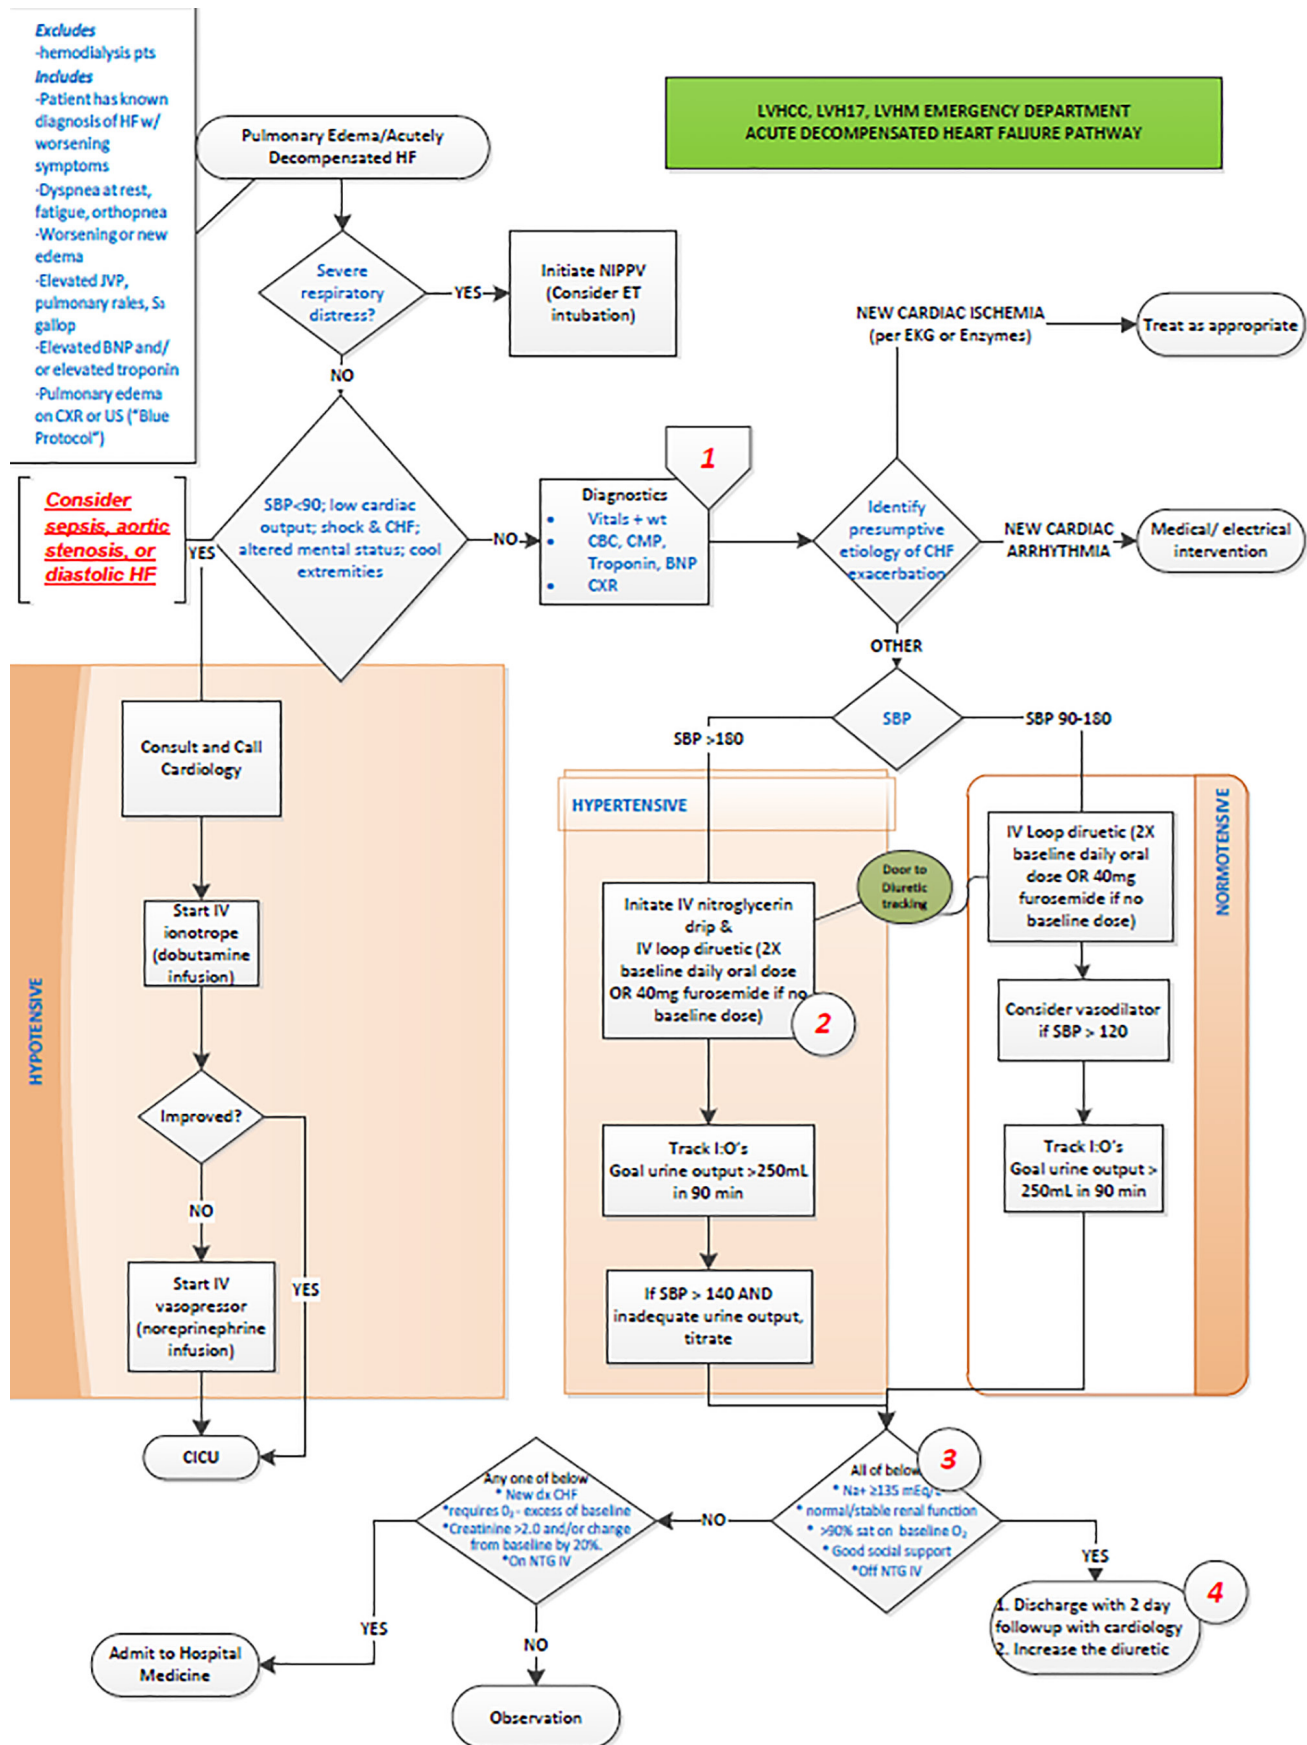 Excludes
-hemodialysis pts
Includes
-Patient has known
diagnosis of HF w/
worsening
symptoms
-Dyspnea at rest,
fatigue, orthopnea
-Worsening or new
edema
-Elevated JVP,
pulmonary rales, S₃
gallop
-Elevated BNP and/
or elevated troponin
-Pulmonary edema
on CXR or US ("Blue
Protocol")
Pulmonary Edema/Acutely
Decompensated HF
LVHCC, LVH17, LVHM EMERGENCY DEPARTMENT
ACUTE DECOMPENSATED HEART FALIURE PATHWAY
Severe
respiratory
distress?
YES
Initiate NIPPV
(Consider ET
intubation)
NO
NEW CARDIAC ISCHEMIA
(per EKG or Enzymes)
Treat as appropriate
Consider
sepsis, aortic
stenosis, or
diastolic HF
YES
SBP<90; low cardiac
output; shock & CHF;
altered mental status; cool
extremities
NO
1
Diagnostics
• Vitals + wt
• CBC, CMP,
Troponin, BNP
• CXR
Identify
presumptive
etiology of CHF
exacerbation
NEW CARDIAC
ARRHYTHMIA
Medical/ electrical
intervention
OTHER
SBP
SBP >180
SBP 90-180
HYPOTENSIVE
Consult and Call
Cardiology
Start IV
ionotrope
(dobutamine
infusion)
Improved?
NO
YES
Start IV
vasopressor
(noreprinephrine
infusion)
CICU
HYPERTENSIVE
Initate IV nitroglycerin
drip &
IV loop diruetic (2X
baseline daily oral dose
OR 40mg furosemide if no
baseline dose)
2
Door to
Diuretic
tracking
Track I:O's
Goal urine output >250mL
in 90 min
If SBP > 140 AND
inadequate urine output,
titrate
NORMOTENSIVE
IV Loop diruetic (2X
baseline daily oral
dose OR 40mg
furosemide if no
baseline dose)
Consider vasodilator
if SBP > 120
Track I:O's
Goal urine output >
250mL in 90 min
3
All of below
* Na+ ≥135 mEq/L
* normal/stable renal function
* >90% sat on baseline O₂
* Good social support
*Off NTG IV
NO
YES
Any one of below
* New dx CHF
*requires 0₂ - excess of baseline
*Creatinine >2.0 and/or change
from baseline by 20%.
*On NTG IV
4
1. Discharge with 2 day
followup with cardiology
2. Increase the diuretic
YES
NO
Admit to Hospital
Medicine
Observation